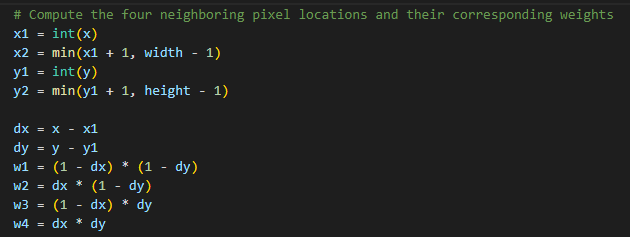 # Compute the four neighboring pixel locations and their corresponding weights
x1 = int(x)
x2 = min(x1 + 1, width - 1)
y1 = int(y)
y2 = min(y1 + 1, height - 1)
dx = x - x1
dy = y - y1
w1 = (1 - dx) * (1 - dy)
w2 = dx * (1 - dy)
w3 = (1 - dx) * dy
w4 = dx * dy